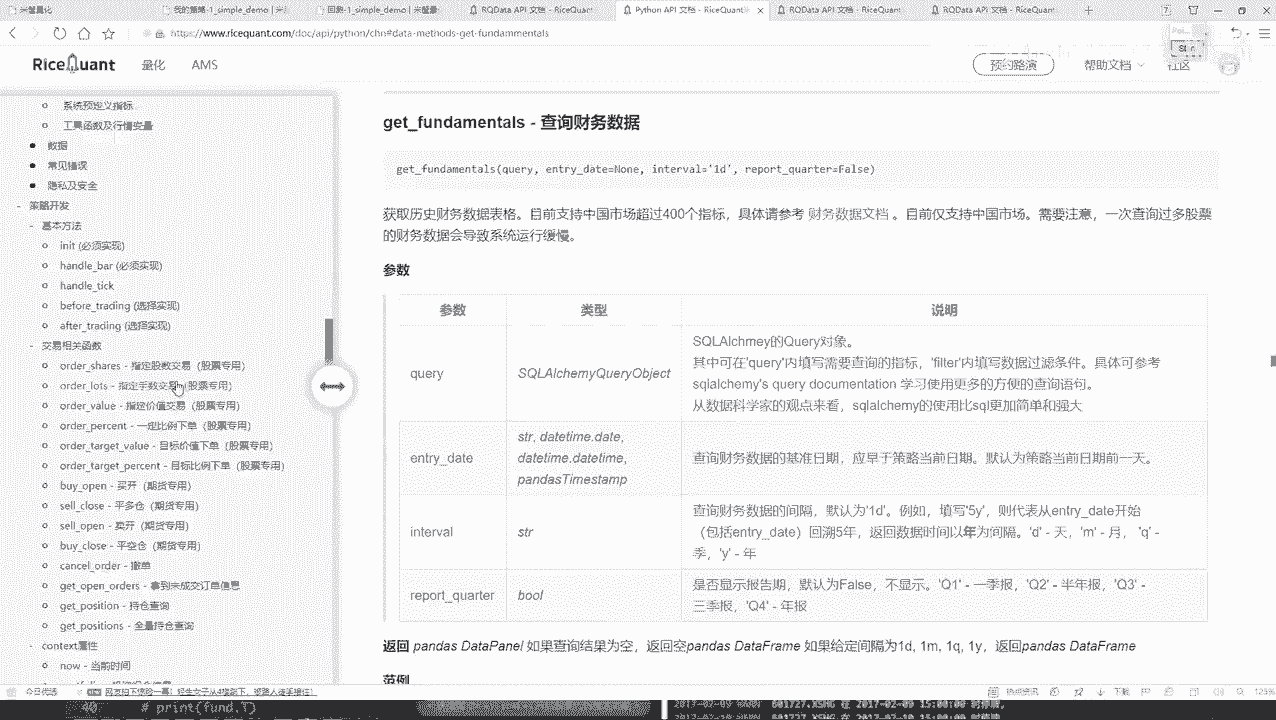 米筐量化
我的策略-1_simple_demo | 米筐
回测-1_simple_demo | 米筐量
RQData API 文档 - RiceQuant
Python API 文档 - RiceQuant
RQData API 文档 - RiceQuant
RQData API 文档 - RiceQuant
https://www.ricequant.com/doc/api/python/chn#data-methods-get-fundammentals
RiceQuant 量化 AMS 预约路演 帮助文档 社区
系统预定义指标
工具函数及行情变量
数据
常见错误
隐私及安全
策略开发
基本方法
init (必须实现)
handle_bar (必须实现)
handle_tick
before_trading (选择实现)
after_trading (选择实现)
交易相关函数
order_shares - 指定股数交易（股票专用）
order_lots - 指定手数交易（股票专用）
order_value - 指定价值交易（股票专用）
order_percent - 一定比例下单（股票专用）
order_target_value - 目标价值下单（股票专用）
order_target_percent - 目标比例下单（股票专用）
buy_open - 买开（期货专用）
sell_close - 平多仓（期货专用）
sell_open - 卖开（期货专用）
buy_close - 平空仓（期货专用）
cancel_order - 撤单
get_open_orders - 拿到未成交订单信息
get_position - 持仓查询
get_positions - 全量持仓查询
context属性
now - 当前时间
get_fundamentals - 查询财务数据
get_fundamentals(query, entry_date=None, interval='1d', report_quarter=False)
获取历史财务数据表格。目前支持中国市场超过400个指标，具体请参考 财务数据文档 。目前仅支持中国市场。需要注意，一次查询过多股票
的财务数据会导致系统运行缓慢。
参数
参数 类型 说明
query SQLAlchemyQueryObject
SQLAlchmey的Query对象。
其中可在'query'内填写需要查询的指标，'filter'内填写数据过滤条件。具体可参考
sqlalchemy's query documentation 学习使用更多的方便的查询语句。
从数据科学家的观点来看，sqlalchemy的使用比sql更加简单和强大
entry_date
str, datetime.date,
datetime.datetime,
pandasTimestamp
查询财务数据的基准日期，应早于策略当前日期。默认为策略当前日期前一天。
interval str
查询财务数据的间隔，默认为'1d'。例如，填写'5y'，则代表从entry_date开始
（包括entry_date）回溯5年，返回数据时间以年为间隔。'd' - 天，'m' - 月， 'q' -
季，'y' - 年
report_quarter bool
是否显示报告期，默认为False，不显示。'Q1' - 一季报，'Q2' - 半年报，'Q3' -
三季报，'Q4' - 年报
返回 pandas DataPanel 如果查询结果为空，返回空pandas DataFrame 如果给定间隔为1d, 1m, 1q, 1y，返回pandas DataFrame
范例
今日优选
下载
125%
40 # print(fund.T)
601727.XSHG 在 2017-02-09 15:00:00